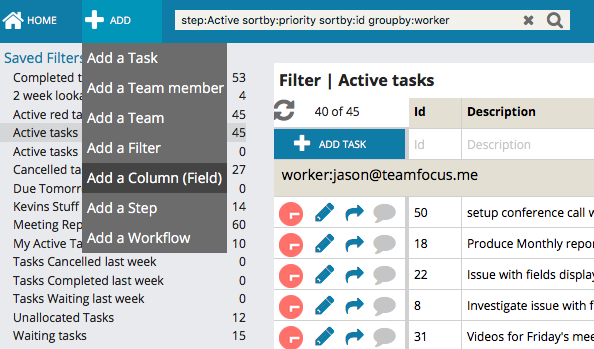 HOME
ADD
step:Active sortby:priority sortby:id groupby:worker
Saved Filters
Completed t 53
2 week looka 4
Active red ta 45
Active tasks 45
Active tasks 0
Cancelled ta 27
Due Tomorro 0
Kevins Stuff 14
Meeting Rep 60
My Active Ta 10
Tasks Cancelled last week 0
Tasks Completed last week 0
Tasks Waiting last week 0
Unallocated Tasks 12
Waiting tasks 15
Add a Task
Add a Team member
Add a Team
Add a Filter
Add a Column (Field)
Add a Step
Add a Workflow
Filter | Active tasks
40 of 45 Id Description
ADD TASK Id Description
worker:jason@teamfocus.me
50 setup conference call w
18 Produce Monthly repor
22 Issue with fields display
8 Investigate issue with f
31 Videos for Friday's mee